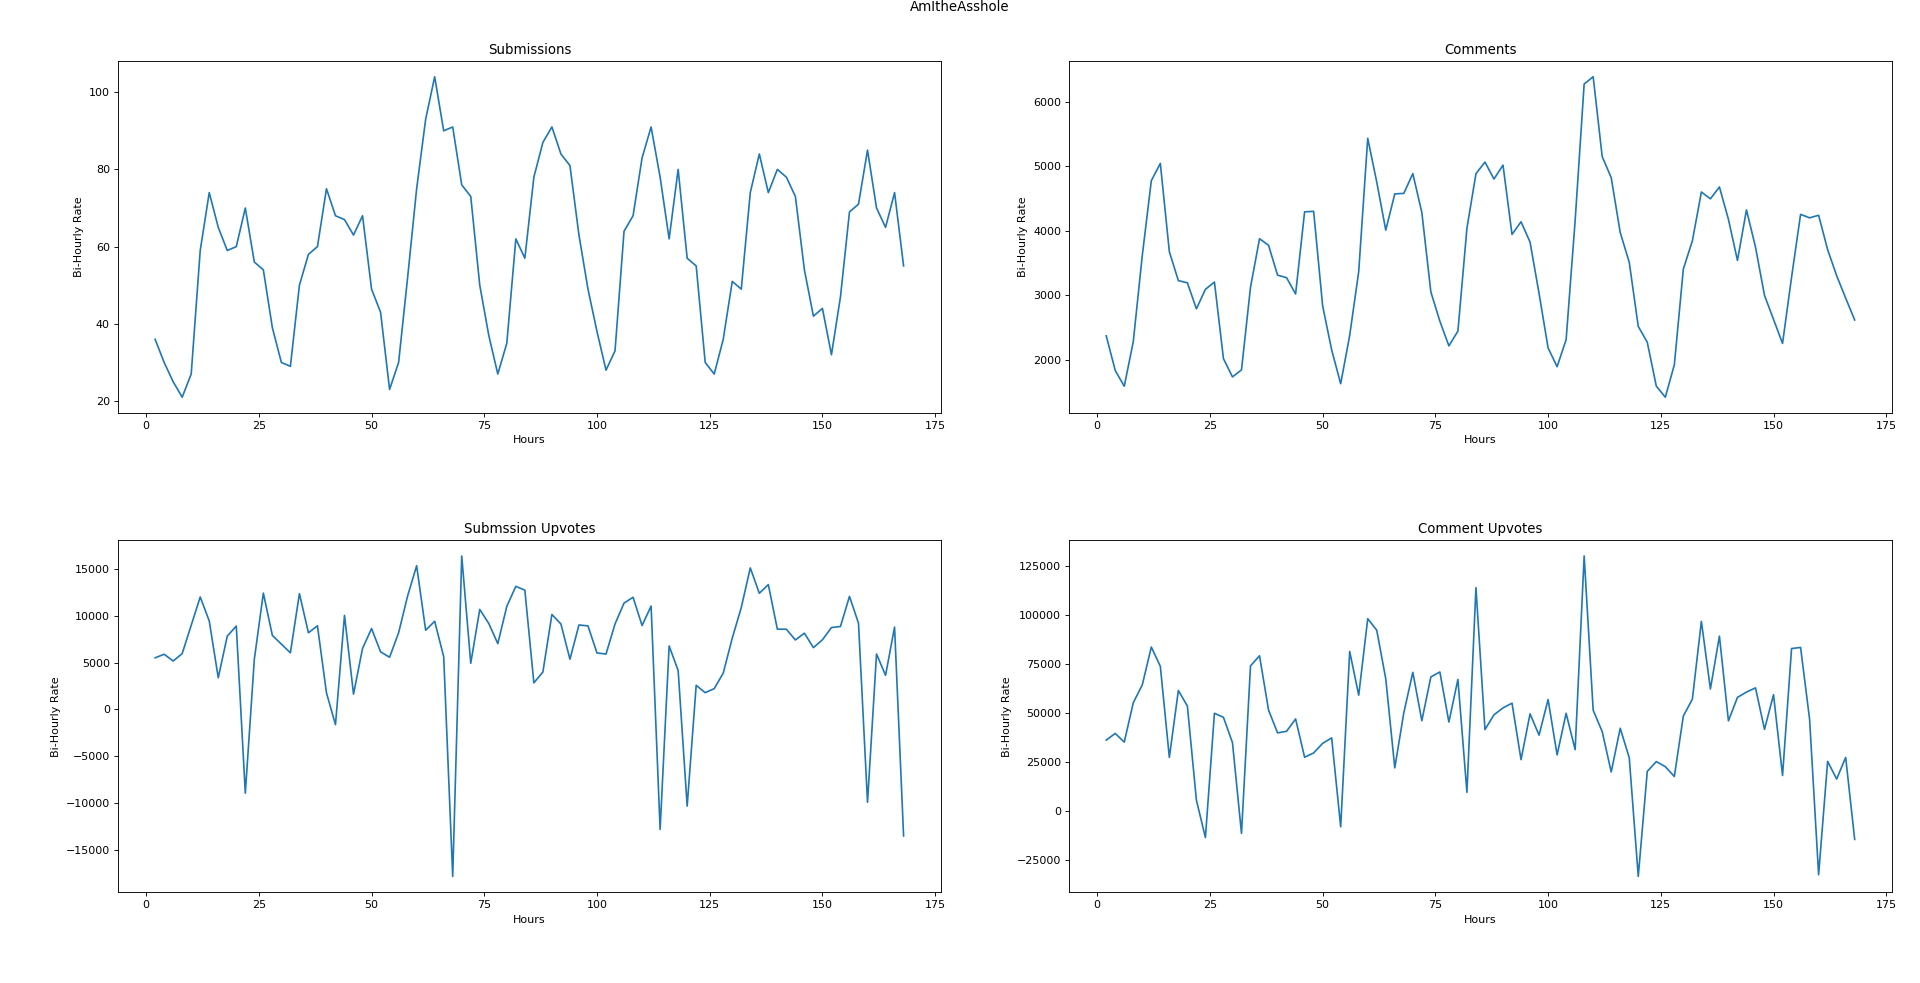 AmItheAsshole
Submissions
Bi-Hourly Rate
100
80
60
40
20
0 25 50 75 100 125 150 175
Hours
Comments
Bi-Hourly Rate
6000
5000
4000
3000
2000
0 25 50 75 100 125 150 175
Hours
Submssion Upvotes
Bi-Hourly Rate
15000
10000
5000
0
−5000
−10000
−15000
0 25 50 75 100 125 150 175
Hours
Comment Upvotes
Bi-Hourly Rate
125000
100000
75000
50000
25000
0
−25000
0 25 50 75 100 125 150 175
Hours